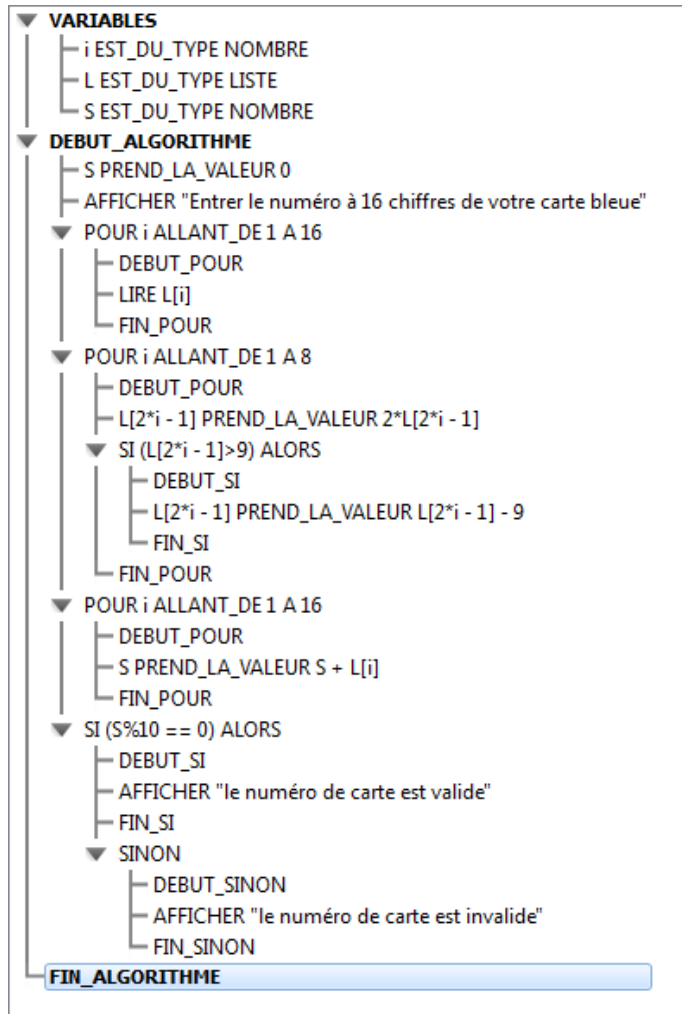 VARIABLES
i EST_DU_TYPE NOMBRE
L EST_DU_TYPE LISTE
S EST_DU_TYPE NOMBRE
DEBUT_ALGORITHME
S PREND_LA_VALEUR 0
AFFICHER "Entrer le numéro à 16 chiffres de votre carte bleue"
POUR i ALLANT_DE 1 A 16
DEBUT_POUR
LIRE L[i]
FIN_POUR
POUR i ALLANT_DE 1 A 8
DEBUT_POUR
L[2*i - 1] PREND_LA_VALEUR 2*L[2*i - 1]
SI (L[2*i - 1]>9) ALORS
DEBUT_SI
L[2*i - 1] PREND_LA_VALEUR L[2*i - 1] - 9
FIN_SI
FIN_POUR
POUR i ALLANT_DE 1 A 16
DEBUT_POUR
S PREND_LA_VALEUR S + L[i]
FIN_POUR
SI (S%10 == 0) ALORS
DEBUT_SI
AFFICHER "le numéro de carte est valide"
FIN_SI
SINON
DEBUT_SINON
AFFICHER "le numéro de carte est invalide"
FIN_SINON
FIN_ALGORITHME